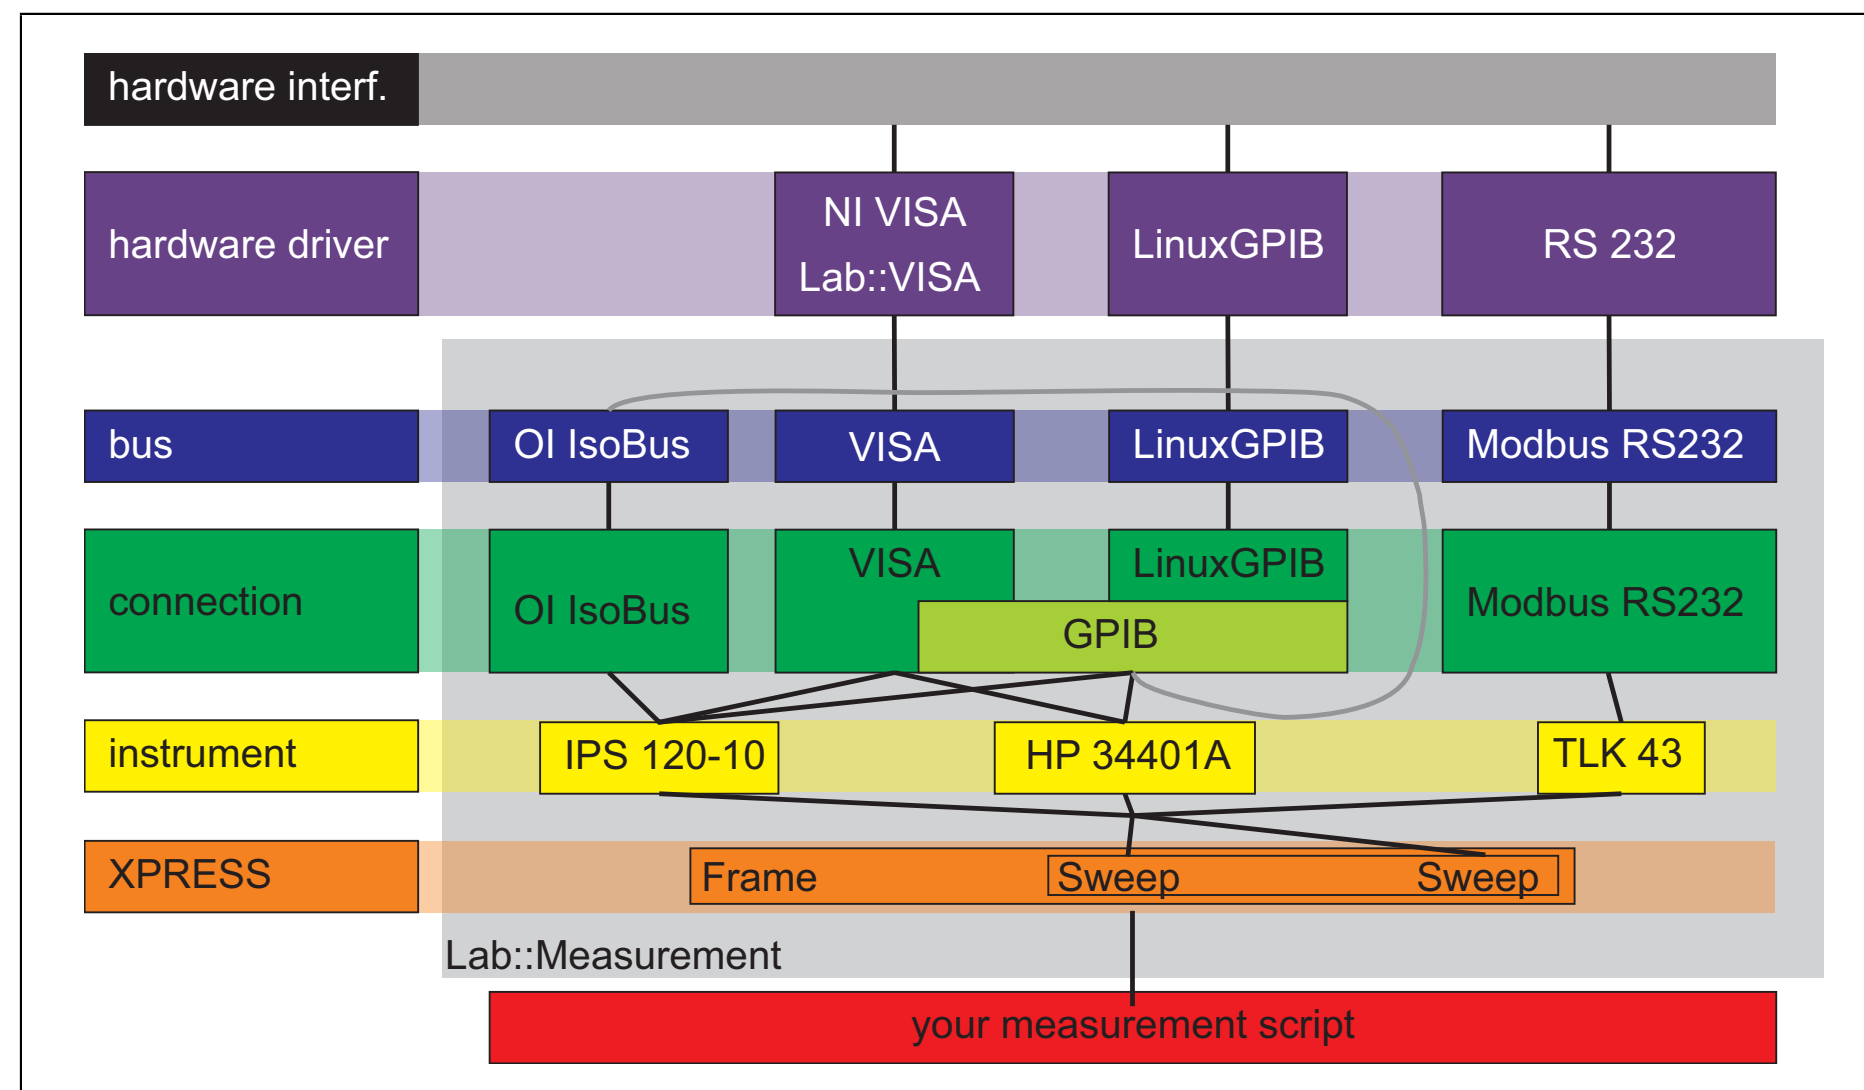 hardware interf.
hardware driver
NI VISA
Lab::VISA
LinuxGPIB
RS 232
bus
OI IsoBus
VISA
LinuxGPIB
Modbus RS232
connection
OI IsoBus
VISA
LinuxGPIB
GPIB
Modbus RS232
instrument
IPS 120-10
HP 34401A
TLK 43
XPRESS
Frame
Sweep
Sweep
Lab::Measurement
your measurement script